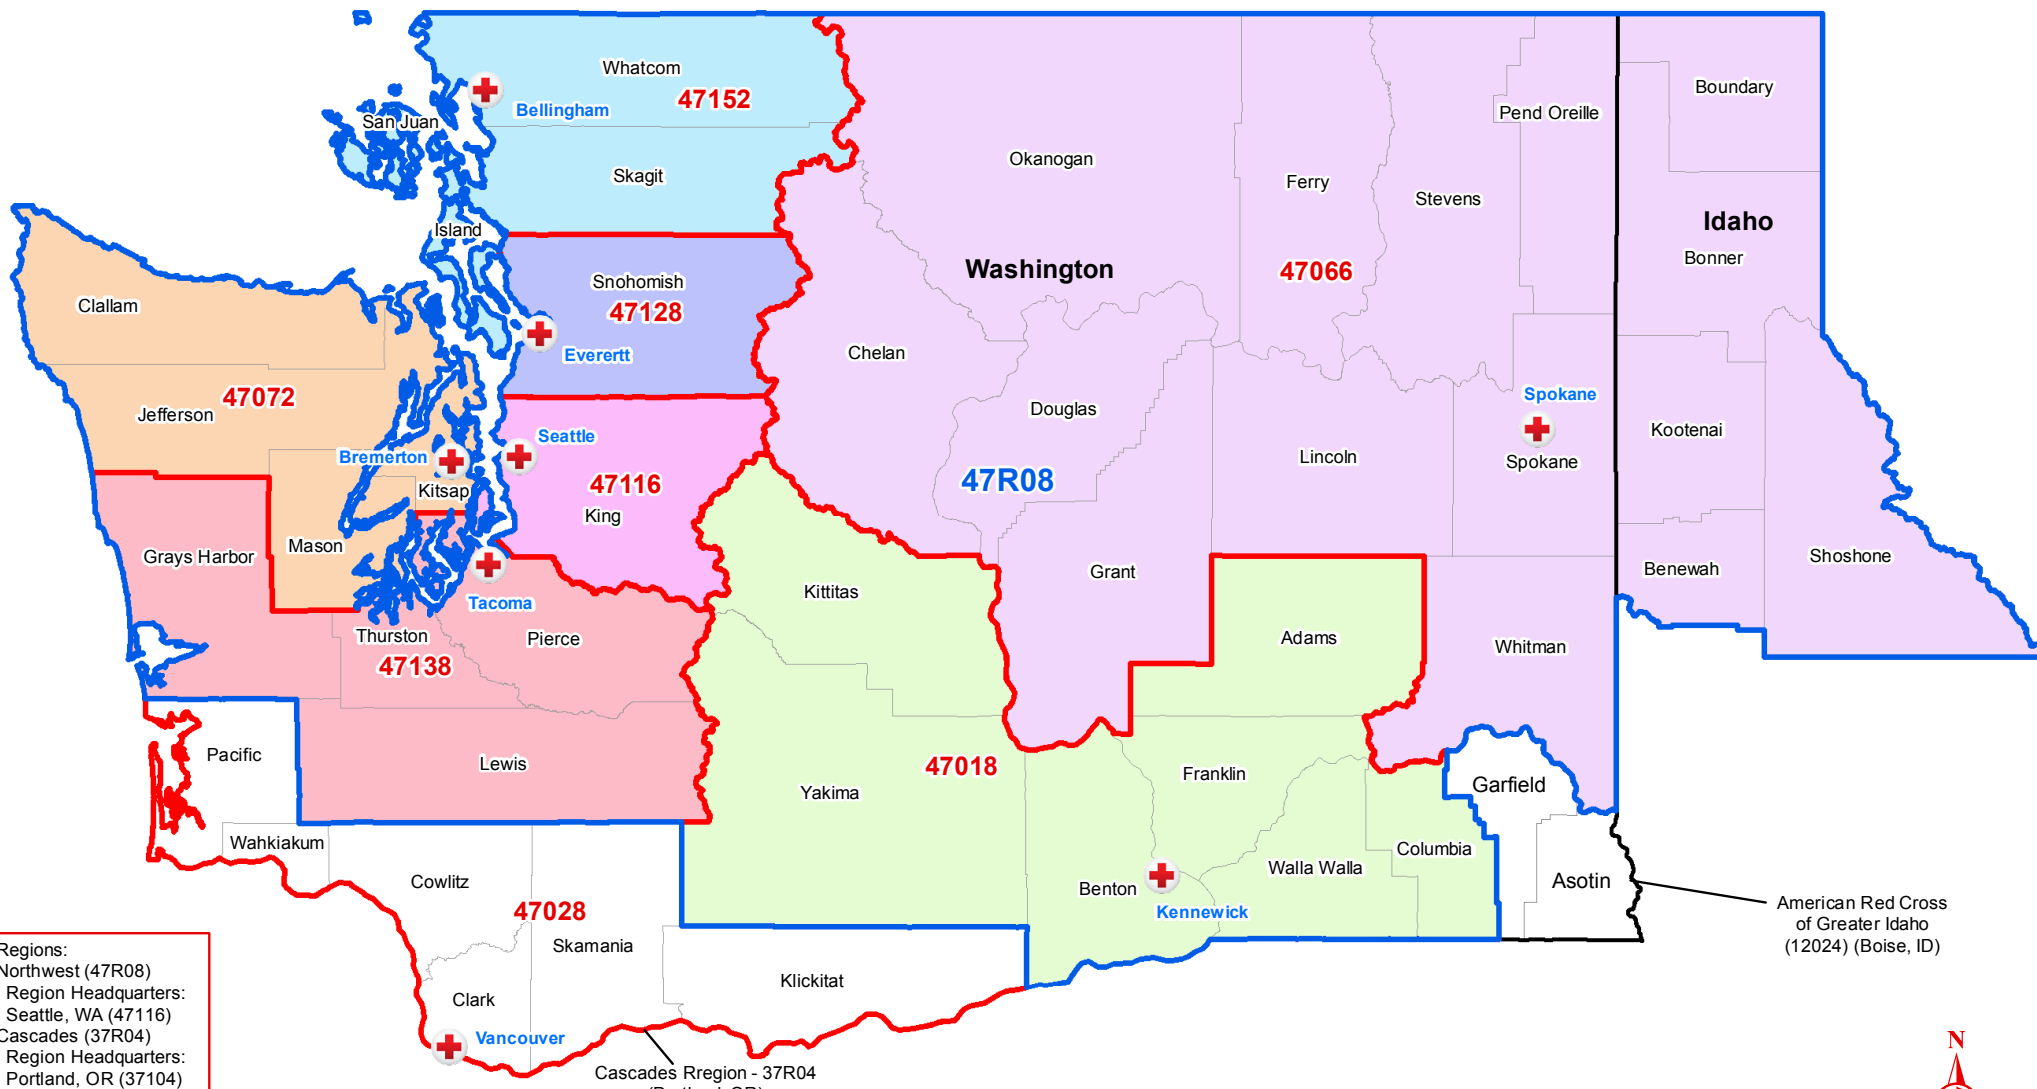 Whatcom
47152
Bellingham
San Juan
Skagit
Island
Okanogan
Ferry
Stevens
Pend Oreille
Boundary
Idaho
Bonner
Washington
47066
Snohomish
47128
Everertt
Clallam
Jefferson
47072
Chelan
Douglas
Spokane
Spokane
Kootenai
Seattle
Bremerton
Kitsap
47116
King
47R08
Lincoln
Grays Harbor
Mason
Tacoma
Thurston
47138
Pierce
Kittitas
Grant
Adams
Whitman
Benewah
Shoshone
Pacific
Lewis
Yakima
47018
Franklin
Garfield
Wahkiakum
Cowlitz
47028
Skamania
Benton
Kennewick
Walla Walla
Columbia
Asotin
American Red Cross
of Greater Idaho
(12024) (Boise, ID)
Klickitat
Clark
Vancouver
Cascades Rregion - 37R04
Regions:
Northwest (47R08)
Region Headquarters:
Seattle, WA (47116)
Cascades (37R04)
Region Headquarters:
Portland, OR (37104)
N